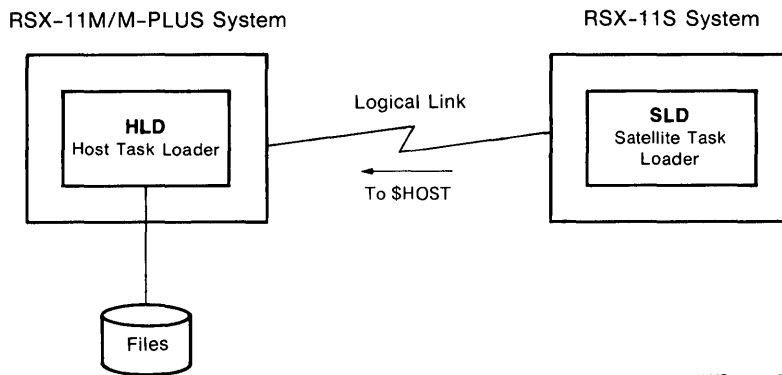 RSX-11M/M-PLUS System
RSX-11S System
HLD
Host Task Loader
Logical Link
To $HOST
SLD
Satellite Task
Loader
Files